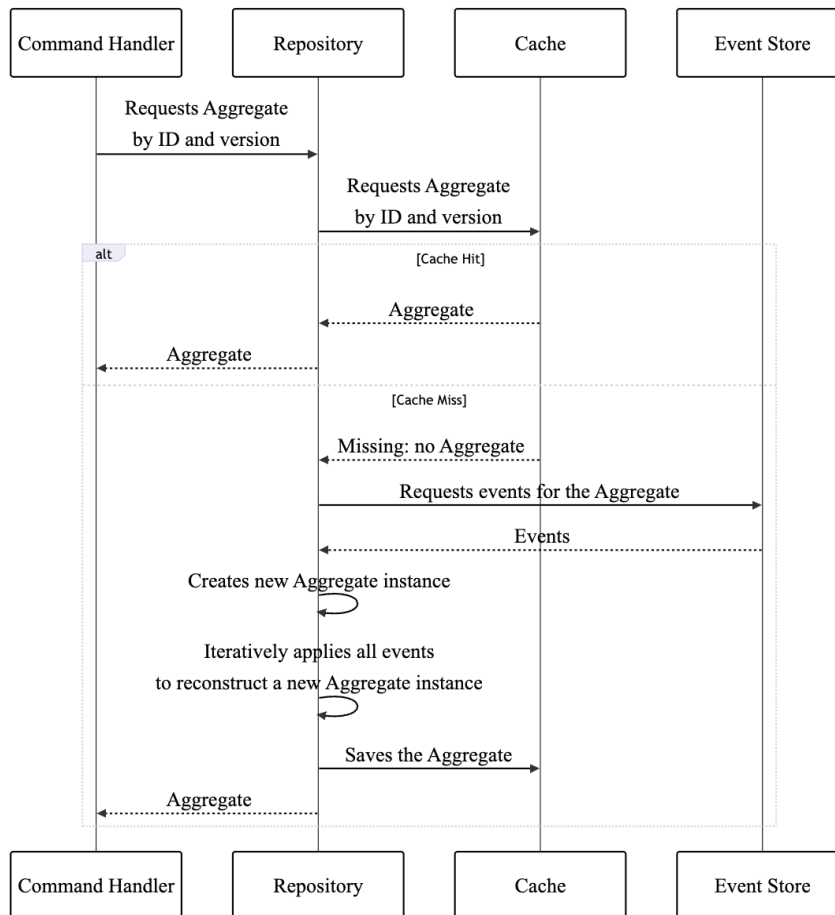 Command Handler
Repository
Cache
Event Store
Requests Aggregate
by ID and version
Requests Aggregate
by ID and version
alt
[Cache Hit]
Aggregate
Aggregate
[Cache Miss]
Missing: no Aggregate
Requests events for the Aggregate
Events
Creates new Aggregate instance
Iteratively applies all events
to reconstruct a new Aggregate instance
Saves the Aggregate
Aggregate
Command Handler
Repository
Cache
Event Store